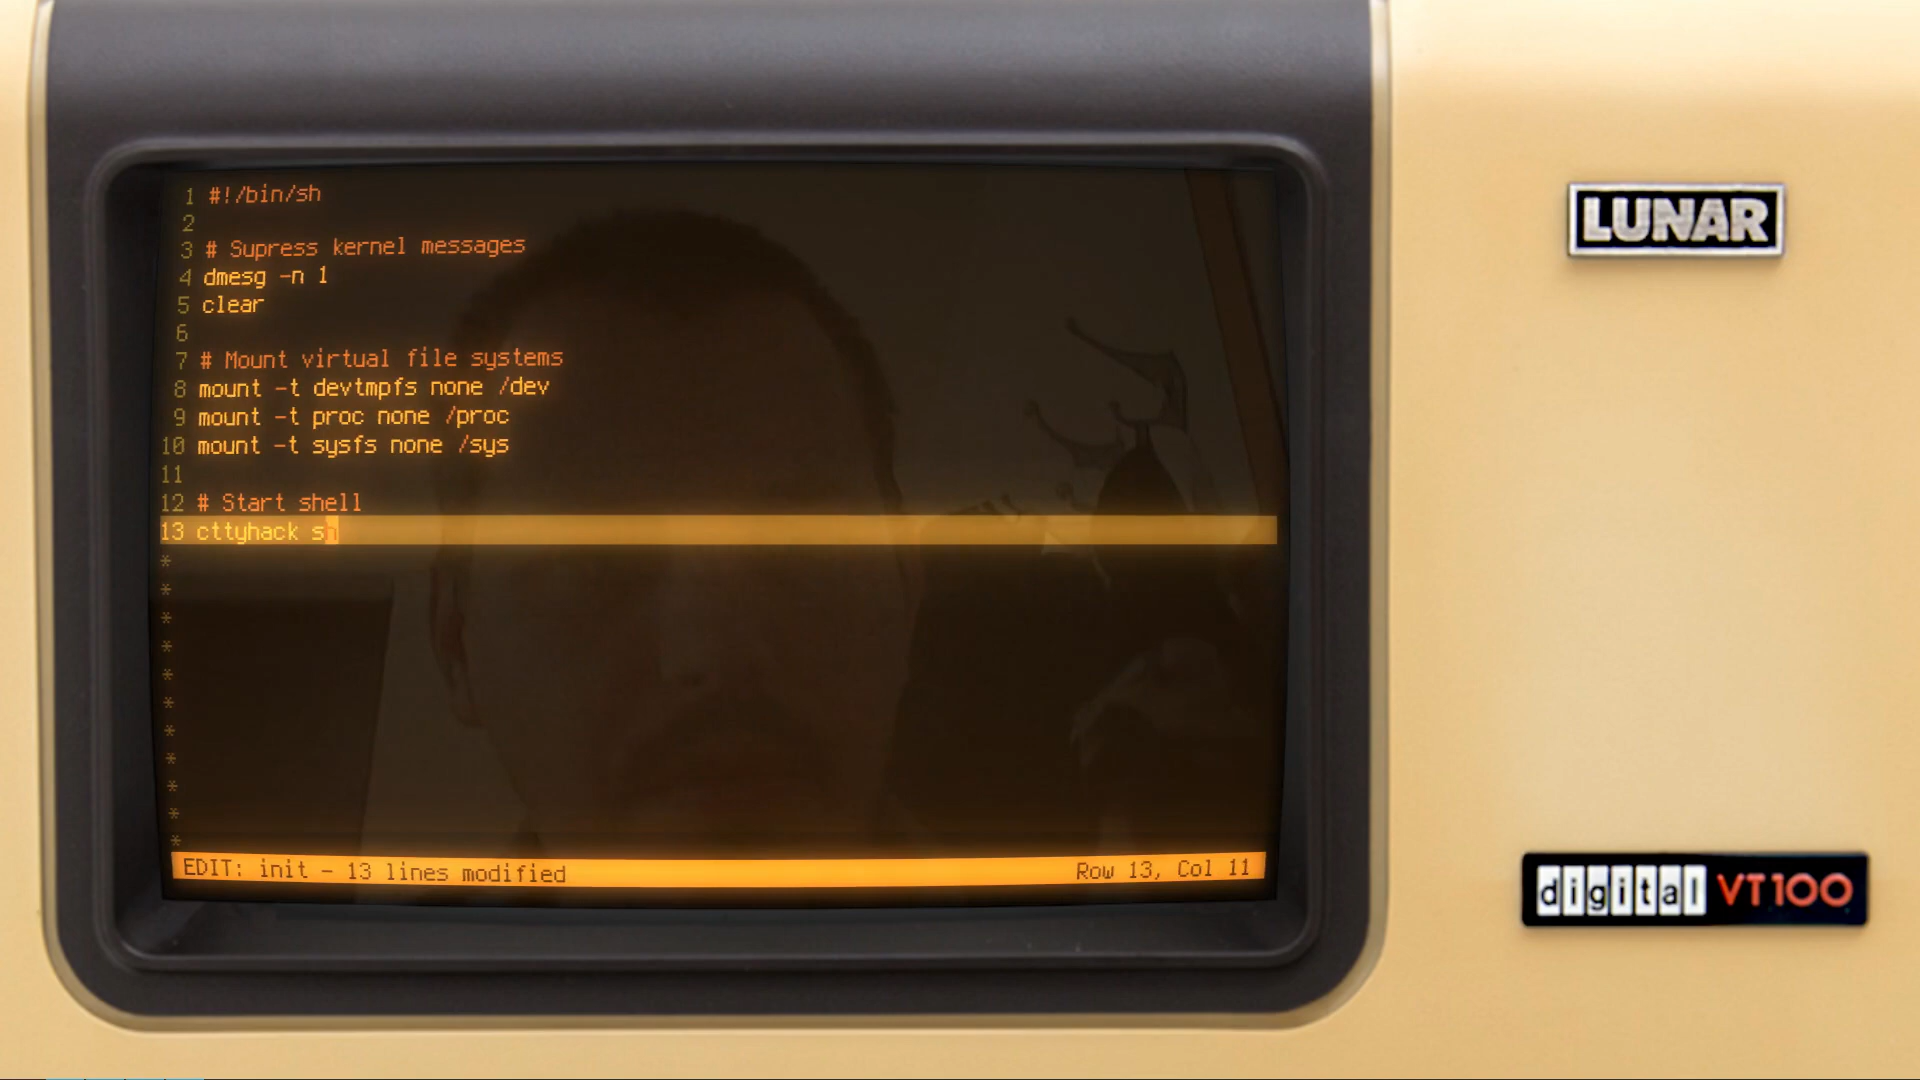 1 #!/bin/sh
2
3 # Supress kernel messages
4 dmesg -n 1
5 clear
6
7 # Mount virtual file systems
8 mount -t devtmpfs none /dev
9 mount -t proc none /proc
10 mount -t sysfs none /sys
11
12 # Start shell
13 cttyhack sh
*
*
*
*
*
*
*
*
*
*
*
EDIT: init - 13 lines modified Row 13, Col 11
LUNAR
digital VT100